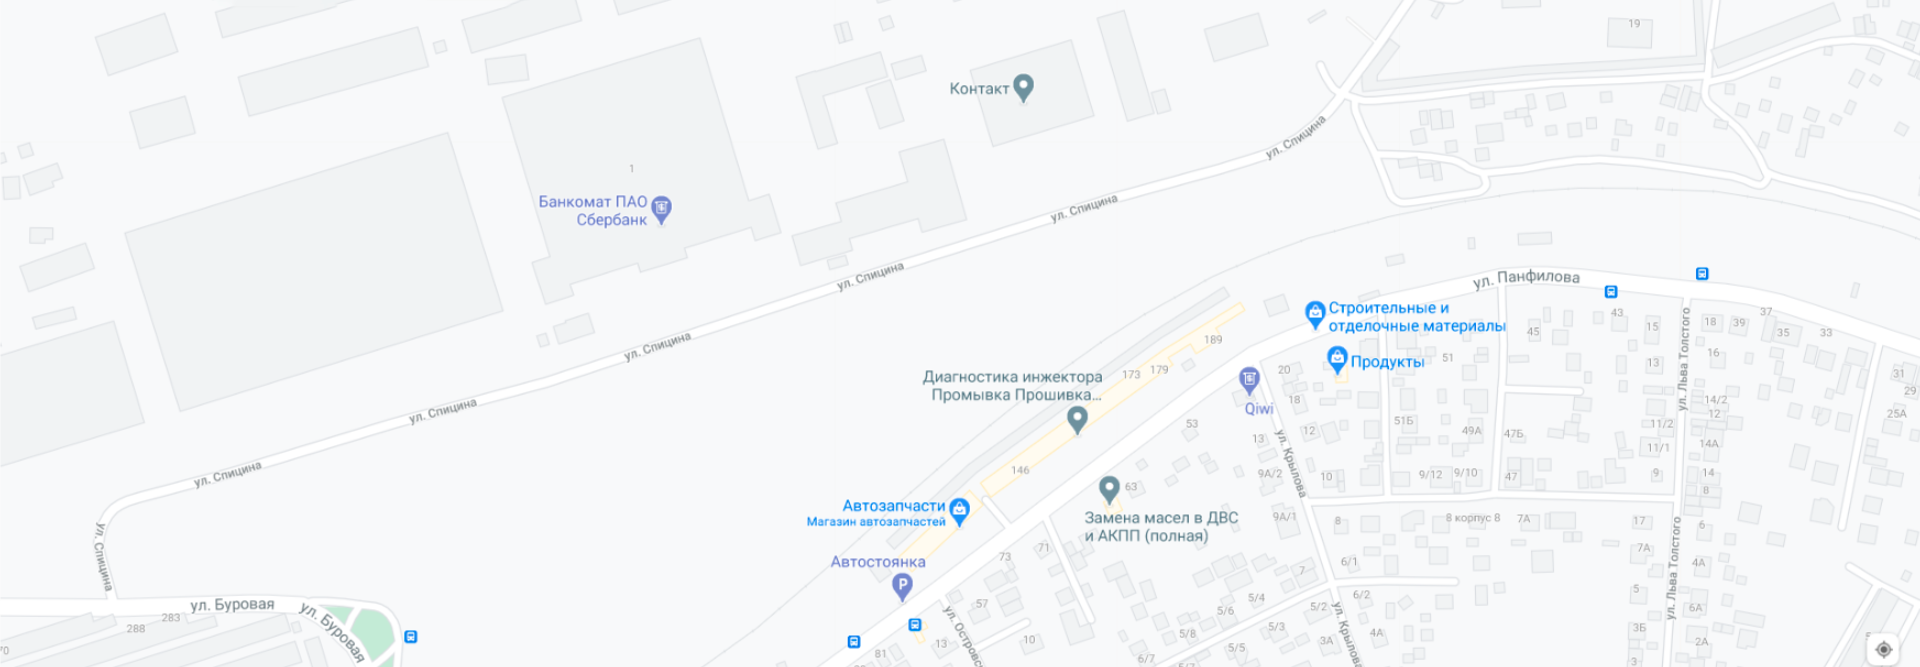 19
Контакт
ул. Спицина
1
Банкомат ПАО
Сбербанк
ул. Спицина
ул. Спицина
ул. Панфилова
Строительные и
отделочные материалы
43
15
18
39
37
35
33
45
189
ул. Спицина
Продукты
51
13
16
ул. Льва Толстого
Диагностика инжектора
Промывка Прошивка...
173
179
20
18
Qiwi
31
29
25А
14/2
12
ул. Спицина
53
13
12
51Б
49А
47Б
11/2
11/1
14А
146
ул. Крылова
9А/2
10
9/12
9/10
47
9
14
8
ул. Спицина
63
Автозапчасти
Магазин автозапчастей
Замена масел в ДВС
и АКПП (полная)
9А/1
8
8 корпус 8
7А
17
6
ул. Спицина
73
71
7А
Автостоянка
P
6/1
7
4А
ул. Льва Толстого
ул. Буровая
ул. Буровая
288
283
57
5/4
5/6
5/2
6/2
5
6А
70
10
13
81
5/8
5/3
3А
4А
3Б
2А
6/7
5/5
ул. Крылова